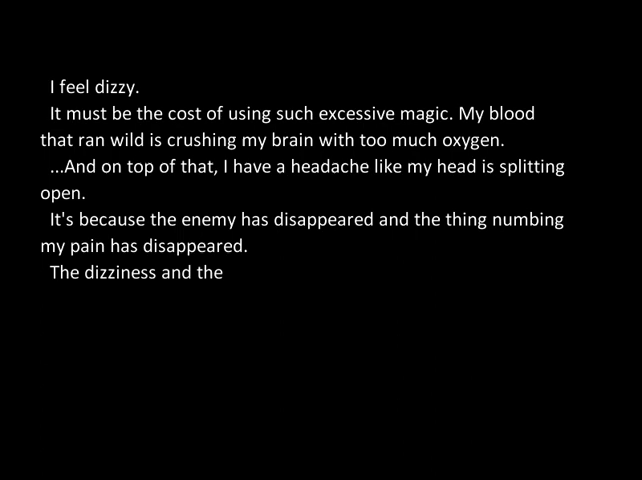 I feel dizzy.
It must be the cost of using such excessive magic. My blood
that ran wild is crushing my brain with too much oxygen.
...And on top of that, I have a headache like my head is splitting
open.
It's because the enemy has disappeared and the thing numbing
my pain has disappeared.
The dizziness and the